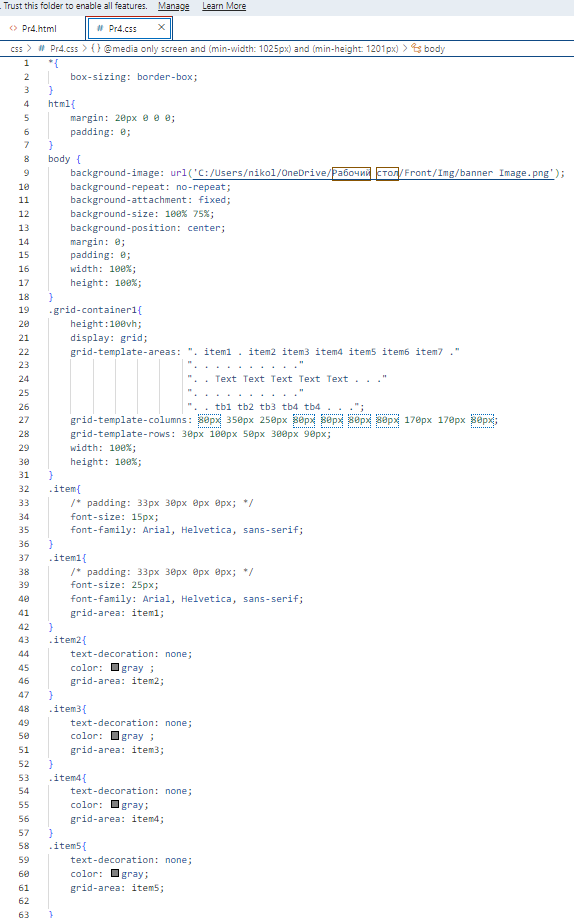 . Trust this folder to enable all features. Manage Learn More
<> Pr4.html # Pr4.css ×
css > # Pr4.css > {} @media only screen and (min-width: 1025px) and (min-height: 1201px) > body
1 *{
2 box-sizing: border-box;
3 }
4 html{
5 margin: 20px 0 0 0;
6 padding: 0;
7 }
8 body {
9 background-image: url('C:/Users/nikol/OneDrive/Рабочий стол/Front/Img/banner Image.png');
10 background-repeat: no-repeat;
11 background-attachment: fixed;
12 background-size: 100% 75%;
13 background-position: center;
14 margin: 0;
15 padding: 0;
16 width: 100%;
17 height: 100%;
18 }
19 .grid-container1{
20 height:100vh;
21 display: grid;
22 grid-template-areas: ". item1 . item2 item3 item4 item5 item6 item7 ."
23 ". . . . . . . . . ."
24 ". . Text Text Text Text Text . . ."
25 ". . . . . . . . . ."
26 ". . tb1 tb2 tb3 tb4 tb4 . . .";
27 grid-template-columns: 80px 350px 250px 80px 80px 80px 80px 170px 170px 80px;
28 grid-template-rows: 30px 100px 50px 300px 90px;
29 width: 100%;
30 height: 100%;
31 }
32 .item{
33 /* padding: 33px 30px 0px 0px; */
34 font-size: 15px;
35 font-family: Arial, Helvetica, sans-serif;
36 }
37 .item1{
38 /* padding: 33px 30px 0px 0px; */
39 font-size: 25px;
40 font-family: Arial, Helvetica, sans-serif;
41 grid-area: item1;
42 }
43 .item2{
44 text-decoration: none;
45 color: gray ;
46 grid-area: item2;
47 }
48 .item3{
49 text-decoration: none;
50 color: gray ;
51 grid-area: item3;
52 }
53 .item4{
54 text-decoration: none;
55 color: gray;
56 grid-area: item4;
57 }
58 .item5{
59 text-decoration: none;
60 color: gray;
61 grid-area: item5;
62
63 }